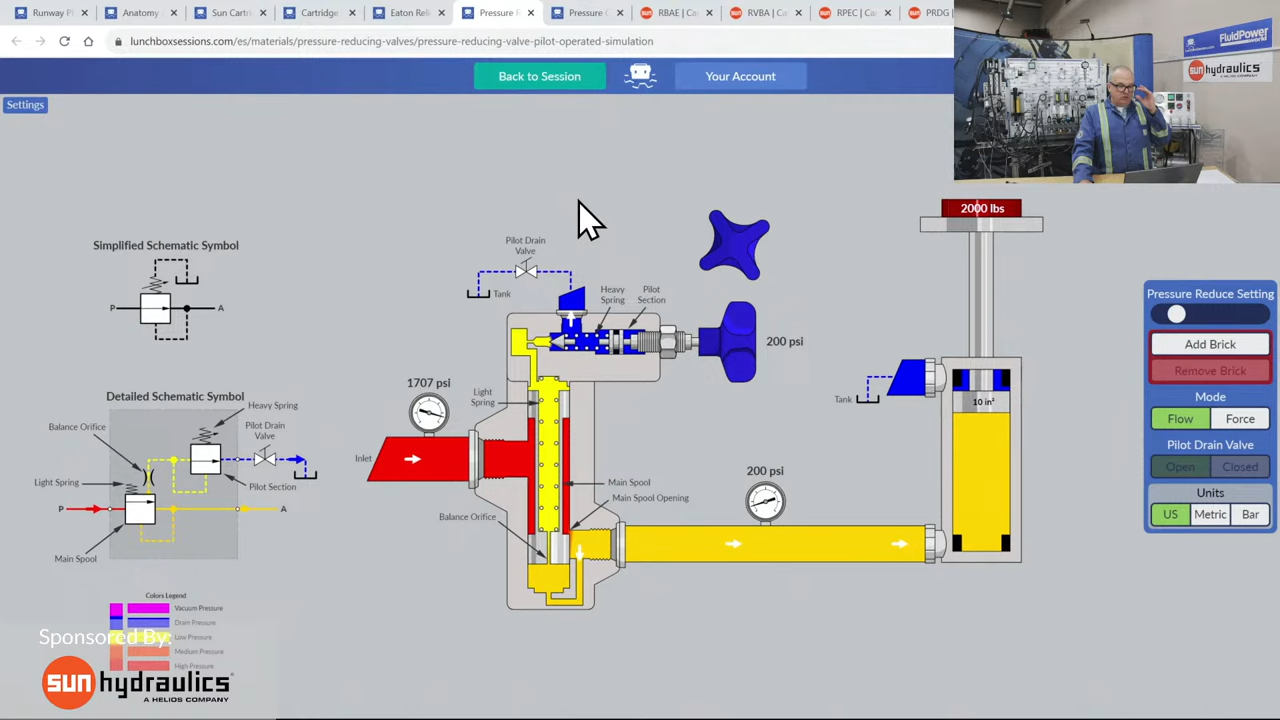 Runway P
Anatomy
Sun Cartri
Cartridge
Eaton Reli
Pressure R
Pressure C
RBAE | Ca
RVBA | Ca
RPEC | Ca
PRDG
lunchboxsessions.com/es/materials/pressure-reducing-valves/pressure-reducing-valve-pilot-operated-simulation
FluidPower
sun hydraulics
Back to Session
Your Account
Settings
2000 lbs
Simplified Schematic Symbol
P
A
Pilot Drain
Valve
Tank
Heavy
Spring
Pilot
Section
200 psi
Pressure Reduce Setting
Add Brick
Remove Brick
Mode
Flow
Force
Pilot Drain Valve
Open
Closed
Units
US
Metric
Bar
1707 psi
Light
Spring
Inlet
Tank
10 in²
Detailed Schematic Symbol
Heavy Spring
Balance Orifice
Pilot Drain
Valve
Light Spring
Pilot Section
P
A
Main Spool
200 psi
Main Spool
Main Spool Opening
Balance Orifice
Colors Legend
Vacuum Pressure
Drain Pressure
Low Pressure
Medium Pressure
High Pressure
Sponsored By:
sun hydraulics
A HELIOS COMPANY